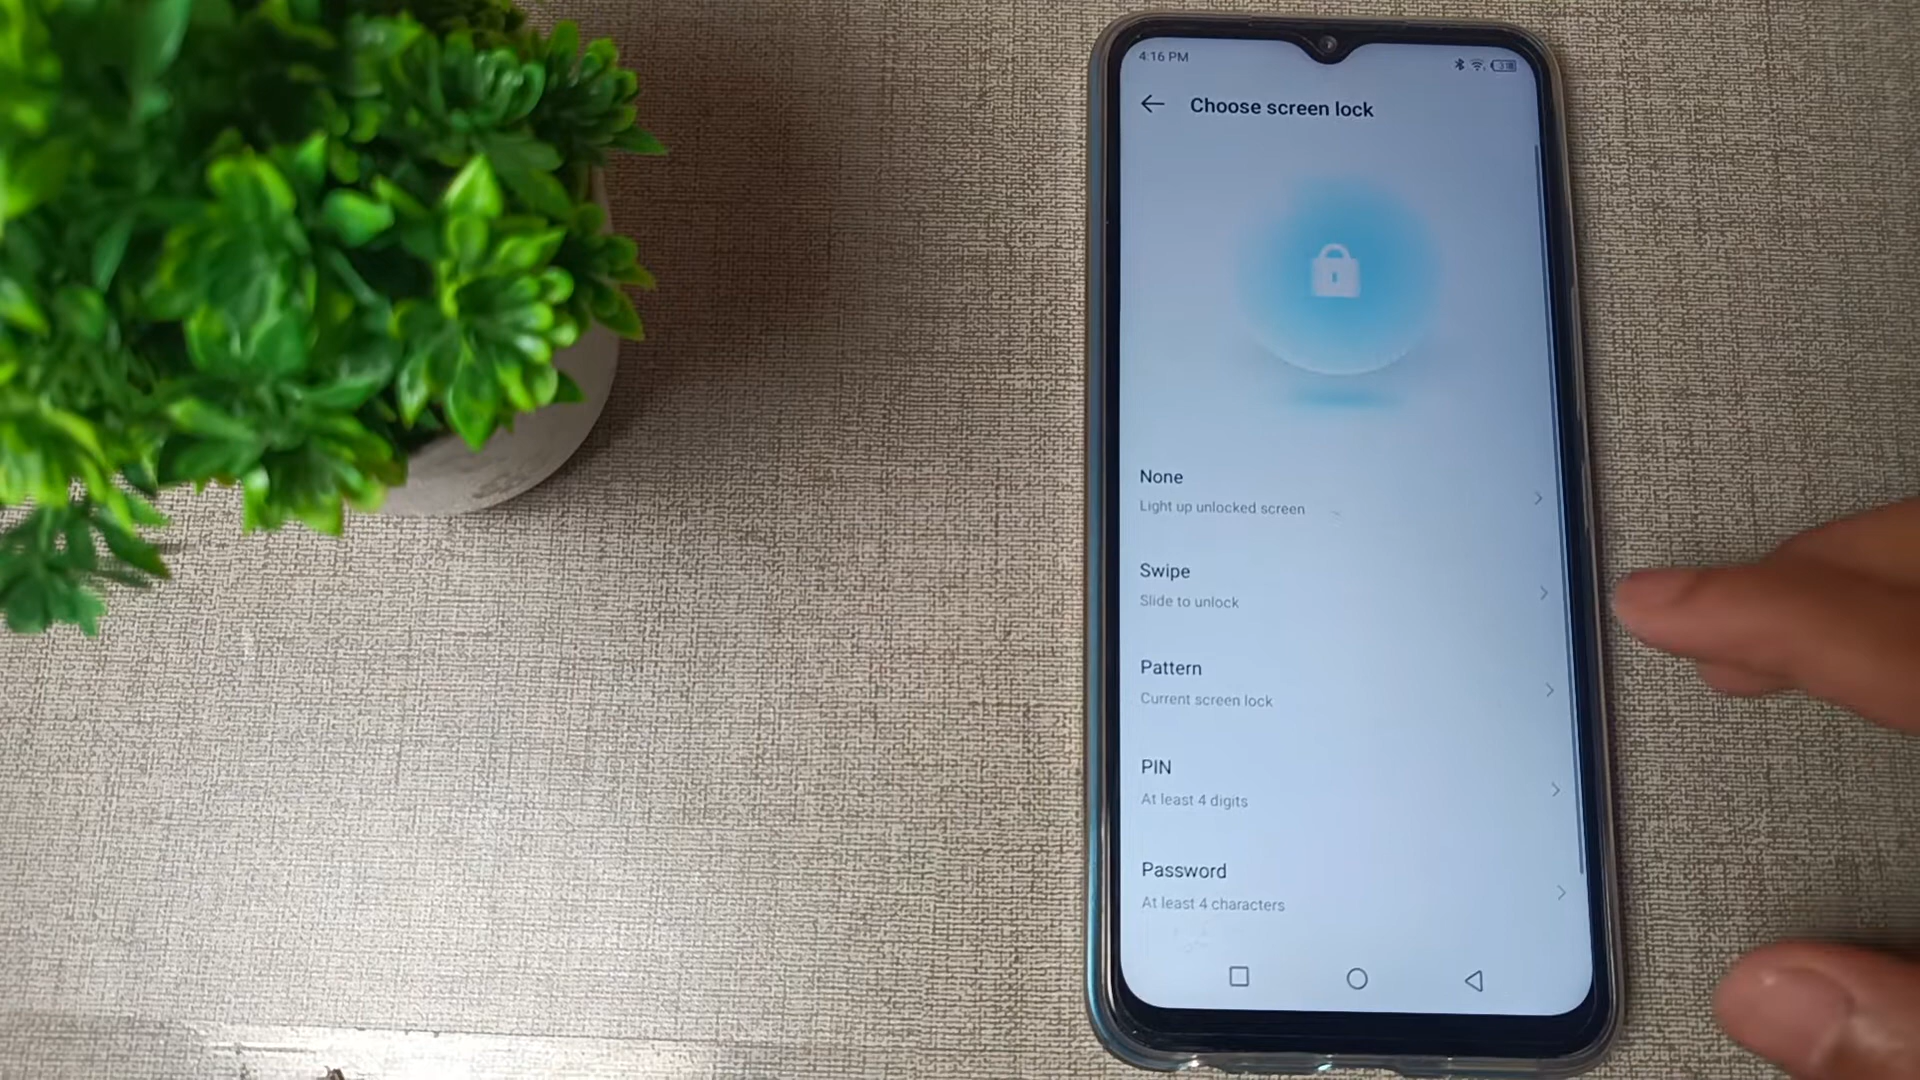 4:16 PM
Choose screen lock
None
Light up unlocked screen
Swipe
Slide to unlock
Pattern
Current screen lock
PIN
At least 4 digits
Password
At least 4 characters